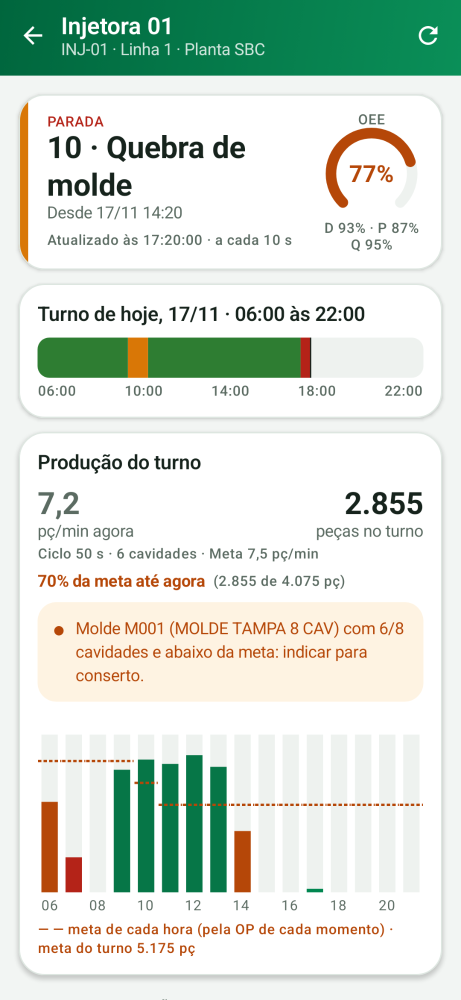 Injetora 01
INJ-01 · Linha 1 · Planta SBC
PARADA
10 · Quebra de
molde
Desde 17/11 14:20
Atualizado às 17:20:00 · a cada 10 s
OEE
77%
D 93% · P 87%
Q 95%
Turno de hoje, 17/11 · 06:00 às 22:00
06:00 10:00 14:00 18:00 22:00
Produção do turno
7,2 2.855
pç/min agora peças no turno
Ciclo 50 s · 6 cavidades · Meta 7,5 pç/min
70% da meta até agora (2.855 de 4.075 pç)
Molde M001 (MOLDE TAMPA 8 CAV) com 6/8
cavidades e abaixo da meta: indicar para
conserto.
06 08 10 12 14 16 18 20
— — meta de cada hora (pela OP de cada momento) ·
meta do turno 5.175 pç